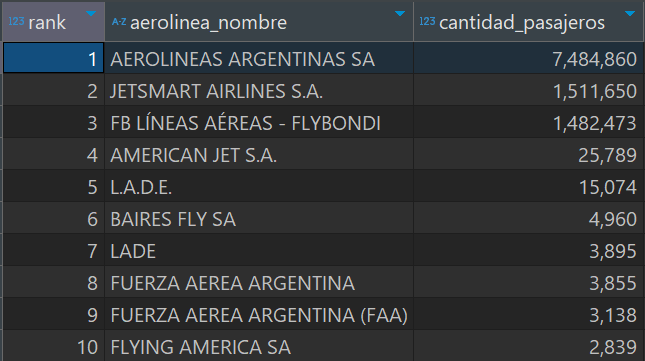 123 rank A-Z aerolinea_nombre 123 cantidad_pasajeros
1 AEROLINEAS ARGENTINAS SA 7,484,860
2 JETSMART AIRLINES S.A. 1,511,650
3 FB LÍNEAS AÉREAS - FLYBONDI 1,482,473
4 AMERICAN JET S.A. 25,789
5 L.A.D.E. 15,074
6 BAIRES FLY SA 4,960
7 LADE 3,895
8 FUERZA AEREA ARGENTINA 3,855
9 FUERZA AEREA ARGENTINA (FAA) 3,138
10 FLYING AMERICA SA 2,839